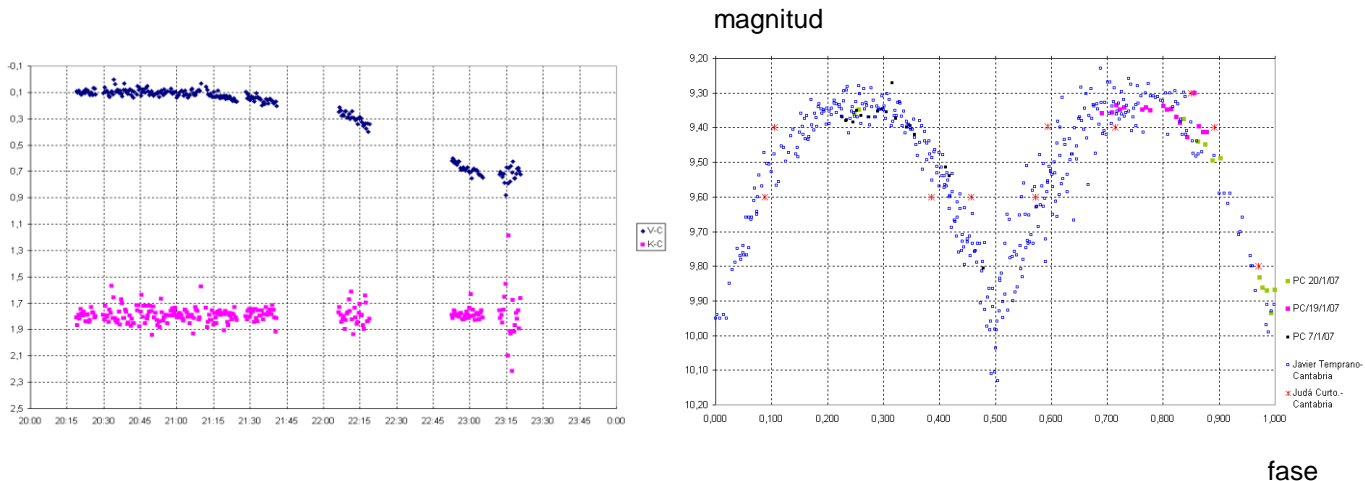 magnitud
-0,1
0,1
0,3
0,5
0,7
0,9
1,1
1,3
1,5
1,7
1,9
2,1
2,3
2,5
20:00 20:15 20:30 20:45 21:00 21:15 21:30 21:45 22:00 22:15 22:30 22:45 23:00 23:15 23:30 23:45 0:00
V-C
K-C
9,20
9,30
9,40
9,50
9,60
9,70
9,80
9,90
10,00
10,10
10,20
0,000 0,100 0,200 0,300 0,400 0,500 0,600 0,700 0,800 0,900 1,000
PC 20/1/07
PC/19/1/07
PC 7/1/07
Javier Temprano-
Cantabria
Judá Curto.-
Cantabria
fase